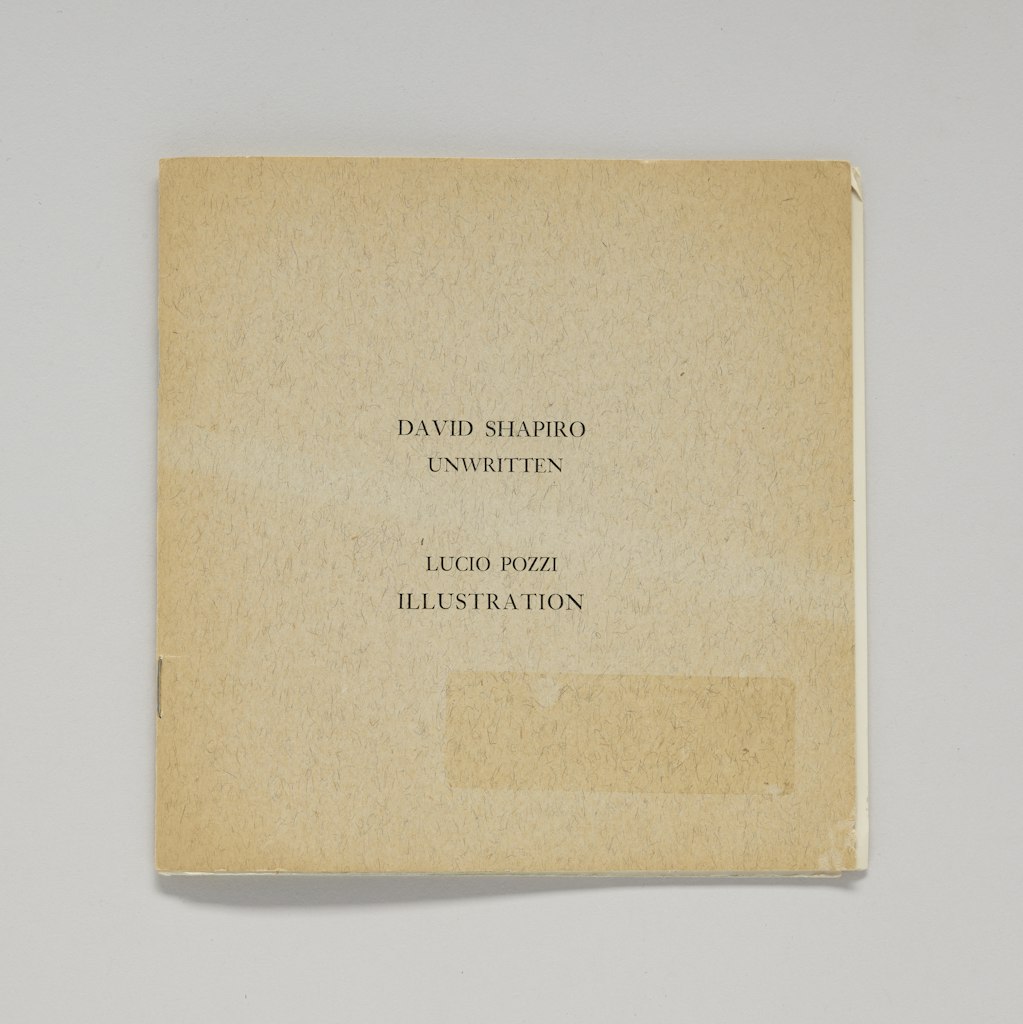 DAVID SHAPIRO
UNWRITTEN
LUCIO POZZI
ILLUSTRATION